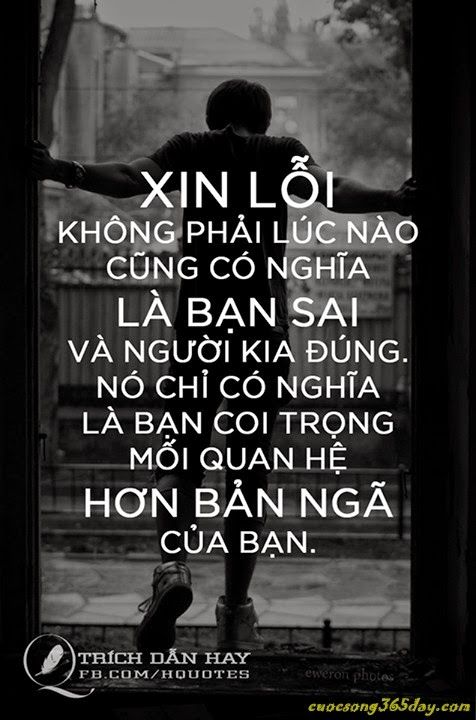 XIN LỖI
KHÔNG PHẢI LÚC NÀO
CŨNG CÓ NGHĨA
LÀ BẠN SAI
VÀ NGƯỜI KIA ĐÚNG.
NÓ CHỈ CÓ NGHĨA
LÀ BẠN COI TRỌNG
MỐI QUAN HỆ
HƠN BẢN NGÃ
CỦA BẠN.
TRÍCH DẪN HAY
FB.COM/HQUOTES
eweron photos
cuocsong365day.com